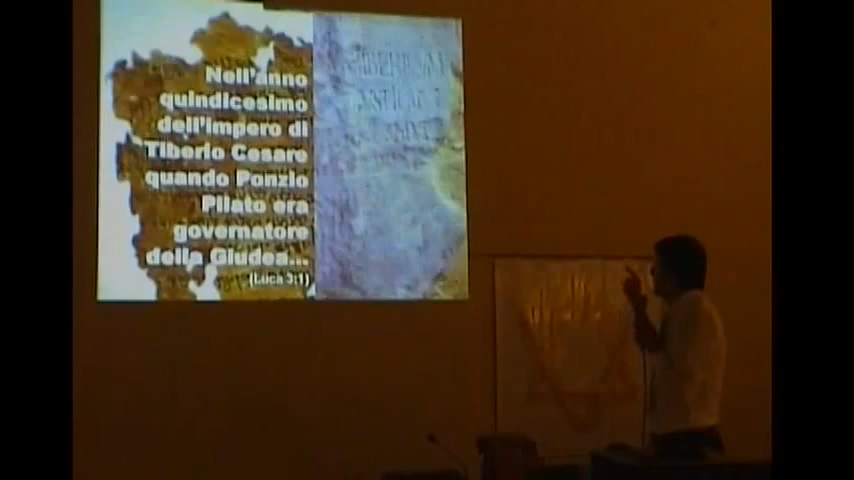 Nell'anno
quindicesimo
dell'impero di
Tiberio Cesare
quando Ponzio
Pilato era
governatore
della Giudea...
(Luca 3:1)